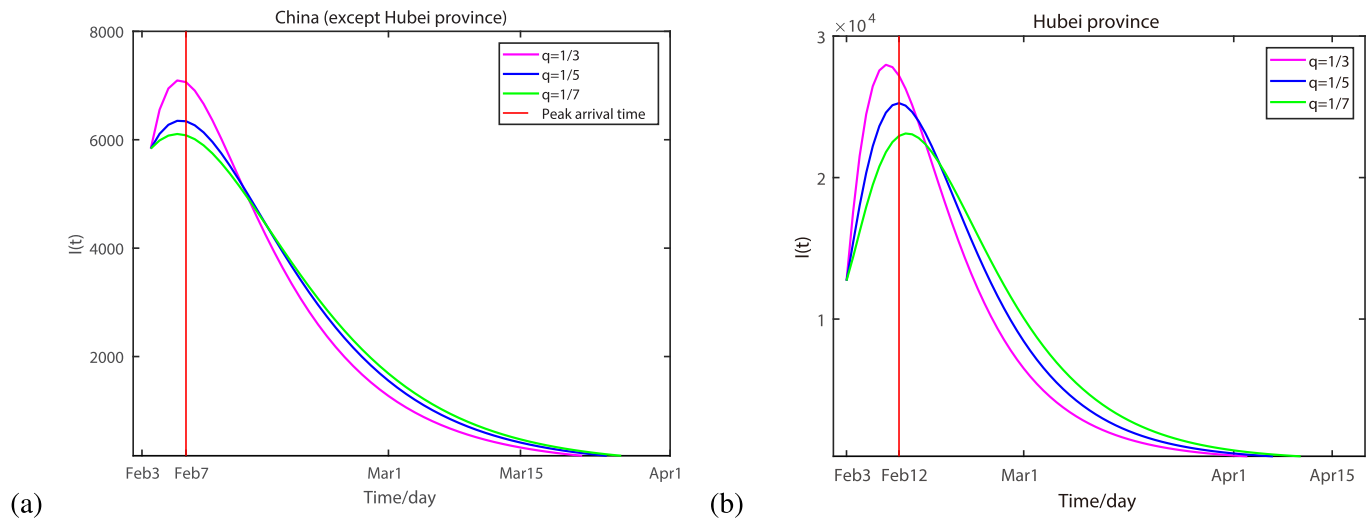 China (except Hubei province)
8000
6000
4000
2000
I(t)
q=1/3
q=1/5
q=1/7
Peak arrival time
Feb3 Feb7 Mar1 Mar15 Apr1
Time/day
(a)
Hubei province
×10⁴
3
2
1
I(t)
q=1/3
q=1/5
q=1/7
Feb3 Feb12 Mar1 Apr1 Apr15
Time/day
(b)